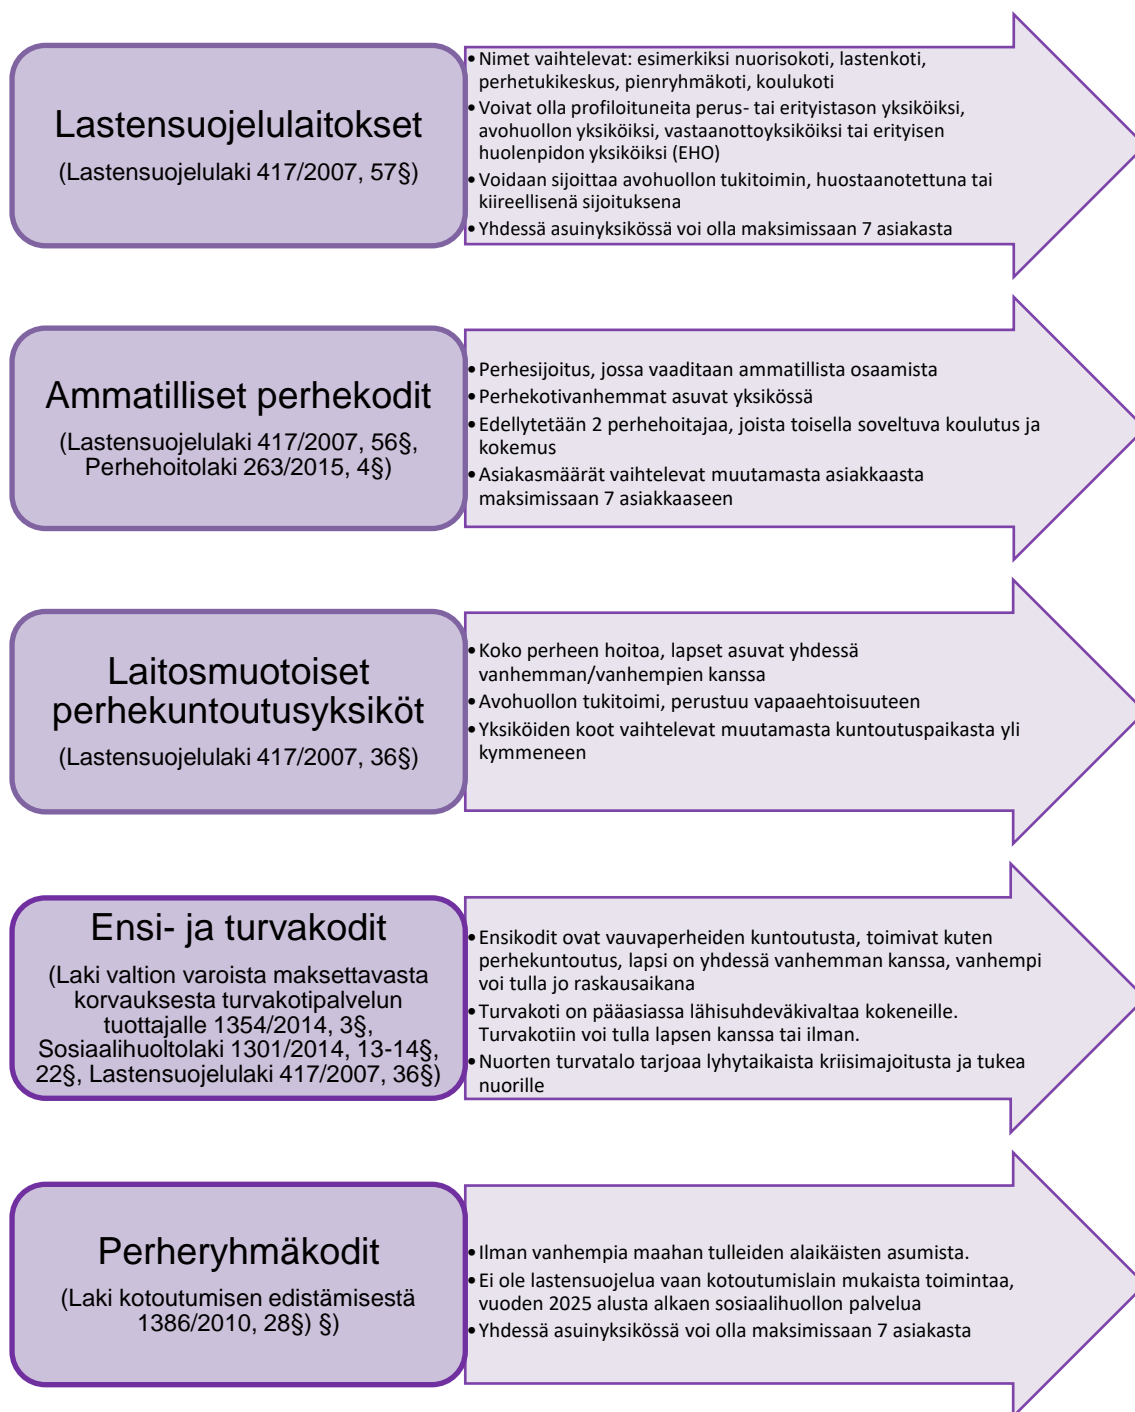 Lastensuojelulaitokset
(Lastensuojelulaki 417/2007, 57§)
• Nimet vaihtelevat: esimerkiksi nuorisokoti, lastenkoti,
perhetukikeskus, pienryhmäkoti, koulukoti
• Voivat olla profiloituneita perus- tai erityistason yksiköiksi,
avohuollon yksiköiksi, vastaanottoyksiköiksi tai erityisen
huolenpidon yksiköiksi (EHO)
• Voidaan sijoittaa avohuollon tukitoimin, huostaanotettuna tai
kiireellisenä sijoituksena
• Yhdessä asuinyksikössä voi olla maksimissaan 7 asiakasta
Ammatilliset perhekodit
(Lastensuojelulaki 417/2007, 56§,
Perhehoitolaki 263/2015, 4§)
• Perhesijoitus, jossa vaaditaan ammatillista osaamista
• Perhekotivanhemmat asuvat yksikössä
• Edellytetään 2 perhehoitajaa, joista toisella soveltuva koulutus ja
kokemus
• Asiakasmäärät vaihtelevat muutamasta asiakkaasta
maksimissaan 7 asiakkaaseen
Laitosmuotoiset
perhekuntoutusyksiköt
(Lastensuojelulaki 417/2007, 36§)
• Koko perheen hoitoa, lapset asuvat yhdessä
vanhemman/vanhempien kanssa
• Avohuollon tukitoimi, perustuu vapaaehtoisuuteen
• Yksiköiden koot vaihtelevat muutamasta kuntoutuspaikasta yli
kymmeneen
Ensi- ja turvakodit
(Laki valtion varoista maksettavasta
korvauksesta turvakotipalvelun
tuottajalle 1354/2014, 3§,
Sosiaalihuoltolaki 1301/2014, 13-14§,
22§, Lastensuojelulaki 417/2007, 36§)
• Ensikodit ovat vauvaperheiden kuntoutusta, toimivat kuten
perhekuntoutus, lapsi on yhdessä vanhemman kanssa, vanhempi
voi tulla jo raskausaikana
• Turvakoti on pääasiassa lähisuhdeväkivaltaa kokeneille.
Turvakotiin voi tulla lapsen kanssa tai ilman.
• Nuorten turvatalo tarjoaa lyhytaikaista kriisimajoitusta ja tukea
nuorille
Perheryhmäkodit
(Laki kotoutumisen edistämisestä
1386/2010, 28§) §)
• Ilman vanhempia maahan tulleiden alaikäisten asumista.
• Ei ole lastensuojelua vaan kotoutumislain mukaista toimintaa,
vuoden 2025 alusta alkaen sosiaalihuollon palvelua
• Yhdessä asuinyksikössä voi olla maksimissaan 7 asiakasta